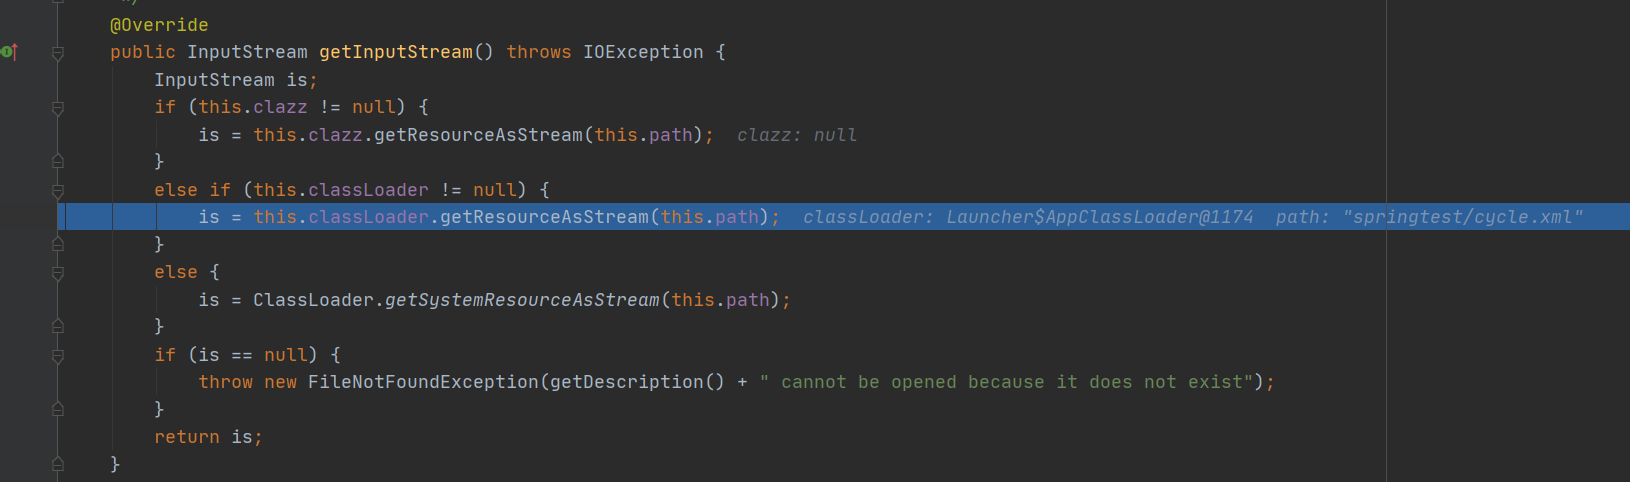 */
@Override
public InputStream getInputStream() throws IOException {
    InputStream is;
    if (this.clazz != null) {
        is = this.clazz.getResourceAsStream(this.path);  clazz: null
    }
    else if (this.classLoader != null) {
        is = this.classLoader.getResourceAsStream(this.path);  classLoader: Launcher$AppClassLoader@1174  path: "springtest/cycle.xml"
    }
    else {
        is = ClassLoader.getSystemResourceAsStream(this.path);
    }
    if (is == null) {
        throw new FileNotFoundException(getDescription() + " cannot be opened because it does not exist");
    }
    return is;
}